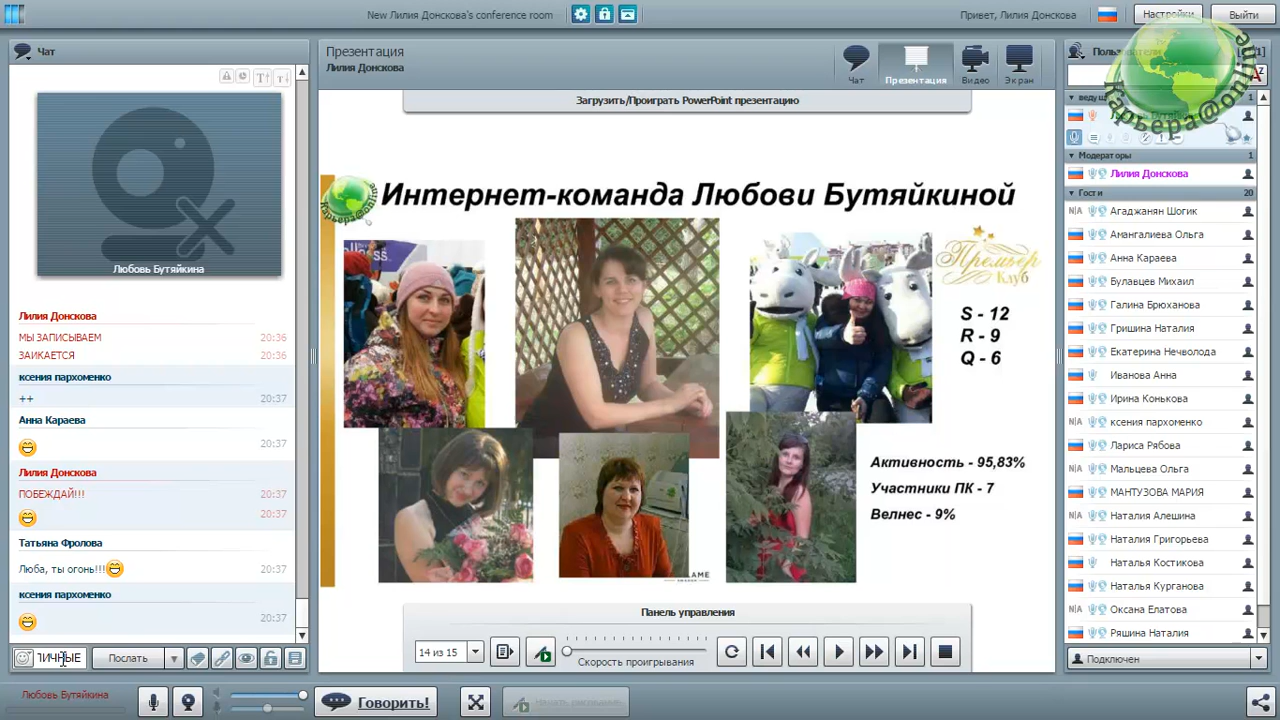 New Лилия Донскова's conference room
Привет, Лилия Донскова
Настройки
Выйти
Чат
Любовь Бутяйкина
Лилия Донскова
МЫ ЗАПИСЫВАЕМ 20:36
ЗАИКАЕТСЯ 20:36
ксения пархоменко
++ 20:37
Анна Караева
20:37
Лилия Донскова
ПОБЕЖДАЙ!!! 20:37
20:37
Татьяна Фролова
Люба, ты огонь!!! 20:37
ксения пархоменко
20:37
ЛИЧНЫЕ
Послать
Презентация
Лилия Донскова
Чат
Презентация
Видео
Экран
Загрузить/Проиграть PowerPoint презентацию
Интернет-команда Любови Бутяйкиной
Премьер
Клуб
S - 12
R - 9
Q - 6
Активность - 95,83%
Участники ПК - 7
Велнес - 9%
Панель управления
14 из 15
Скорость проигрывания
карьера@online
Модераторы 1
Лилия Донскова
Гости 20
Агаджанян Шогик
Амангалиева Ольга
Анна Караева
Булавцев Михаил
Галина Брюханова
Гришина Наталия
Екатерина Нечволода
Иванова Анна
Ирина Конькова
ксения пархоменко
Лариса Рябова
Мальцева Ольга
МАНТУЗОВА МАРИЯ
Наталия Алешина
Наталия Григорьева
Наталья Костикова
Наталья Курганова
Оксана Елатова
Ряшина Наталия
Подключен
Любовь Бутяйкина
Говорить!